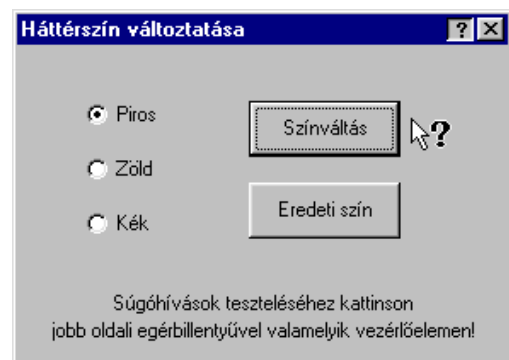 Háttérszín változtatása
Piros
Színváltás
Zöld
Eredeti szín
Kék
Súgóhívások teszteléséhez kattinson
jobb oldali egérbillentyűvel valamelyik vezérlőelemen!